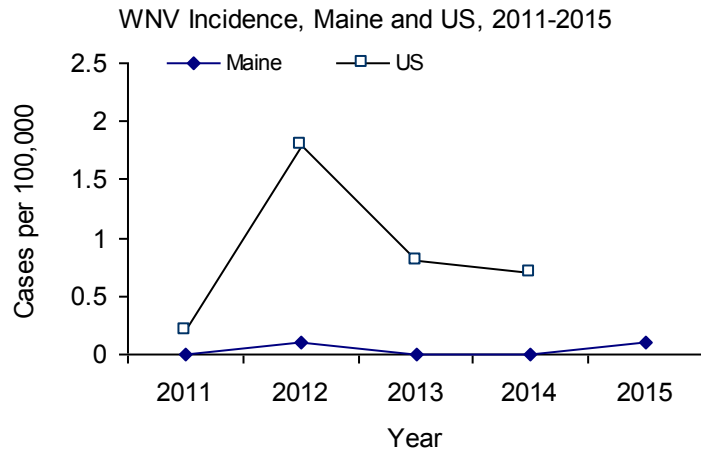 WNV Incidence, Maine and US, 2011-2015
Maine US
2.5
2
1.5
1
0.5
0
Cases per 100,000
2011 2012 2013 2014 2015
Year